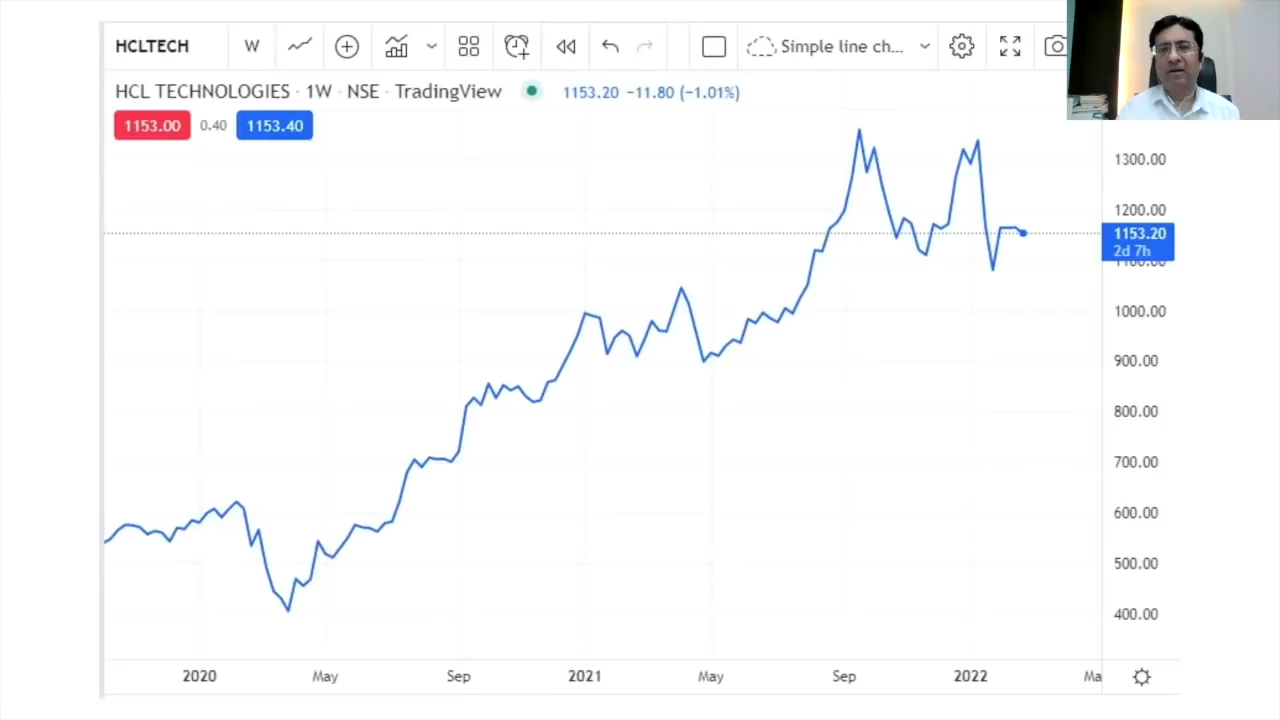 HCLTECH W Simple line ch...
HCL TECHNOLOGIES · 1W · NSE · TradingView 1153.20 −11.80 (−1.01%)
1153.00 0.40 1153.40
1300.00
1200.00
1153.20
2d 7h
1100.00
1000.00
900.00
800.00
700.00
600.00
500.00
400.00
2020 May Sep 2021 May Sep 2022 Ma